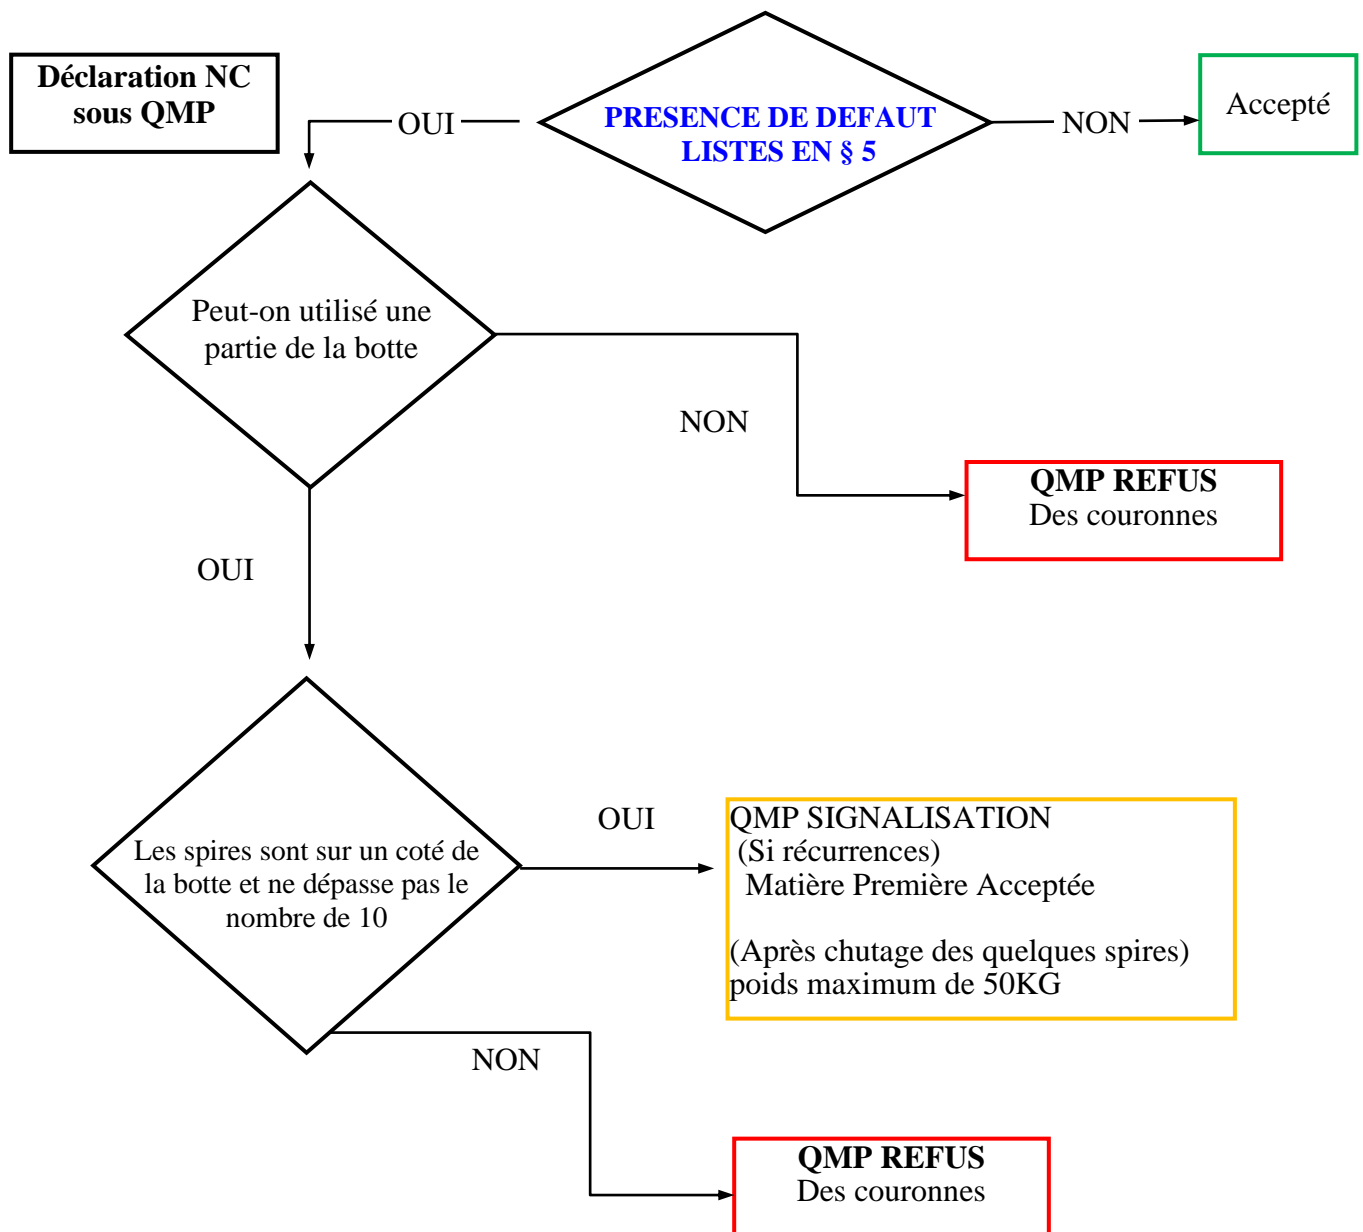 Déclaration NC
sous QMP
OUI
PRESENCE DE DEFAUT
LISTES EN § 5
NON
Accepté
Peut-on utilisé une
partie de la botte
NON
QMP REFUS
Des couronnes
OUI
Les spires sont sur un coté de
la botte et ne dépasse pas le
nombre de 10
OUI
QMP SIGNALISATION
(Si récurrences)
Matière Première Acceptée
(Après chutage des quelques spires)
poids maximum de 50KG
NON
QMP REFUS
Des couronnes